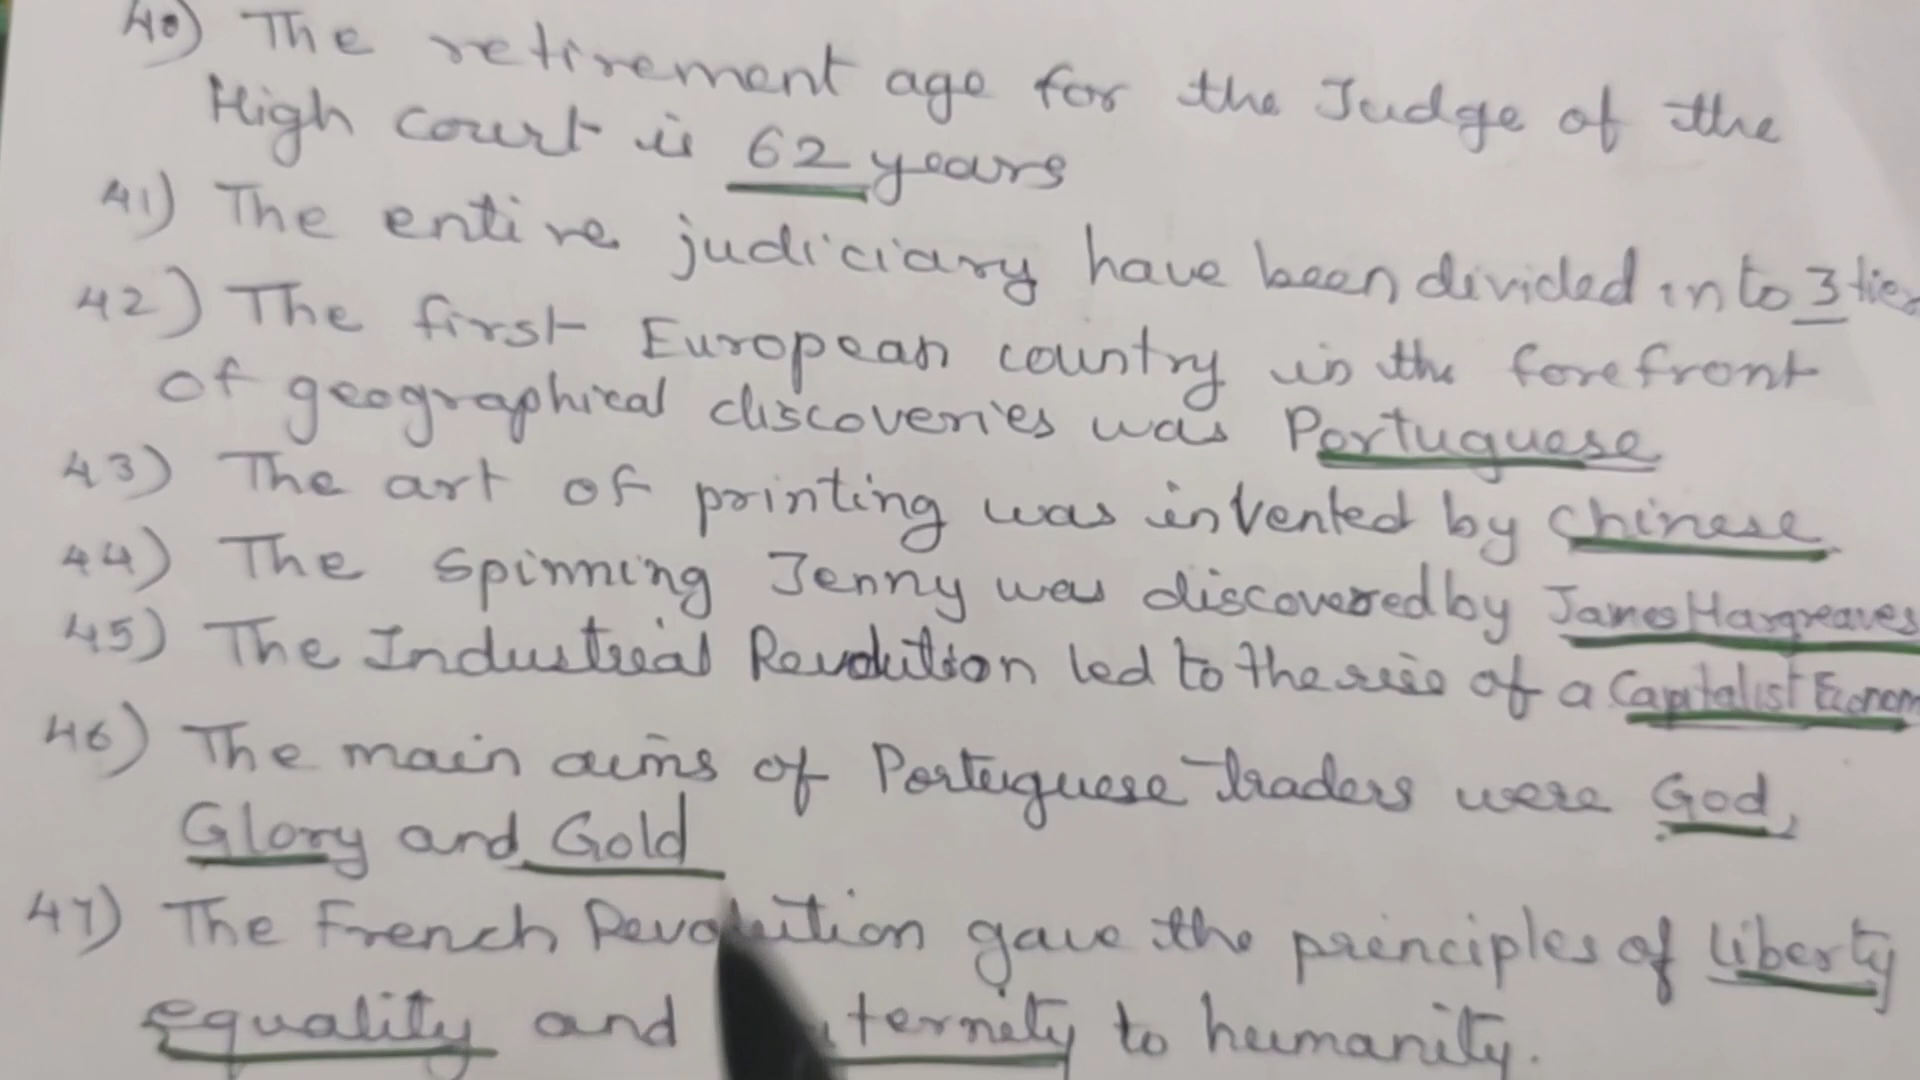 40) The retirement age for the Judge of the
High court is 62 years
41) The entire judiciary have been divided into 3 tier
42) The first European country in the forefront
of geographical discoveries was Portuguese
43) The art of printing was invented by chinese
44) The Spinning Jenny was discovered by James Hargreaves
45) The Industrial Revolution led to the rise of a Capitalist Econom
46) The main aims of Portuguese traders were God,
Glory and Gold
47) The French Revolution gave the principles of liberty
equality and ternity to humanity.